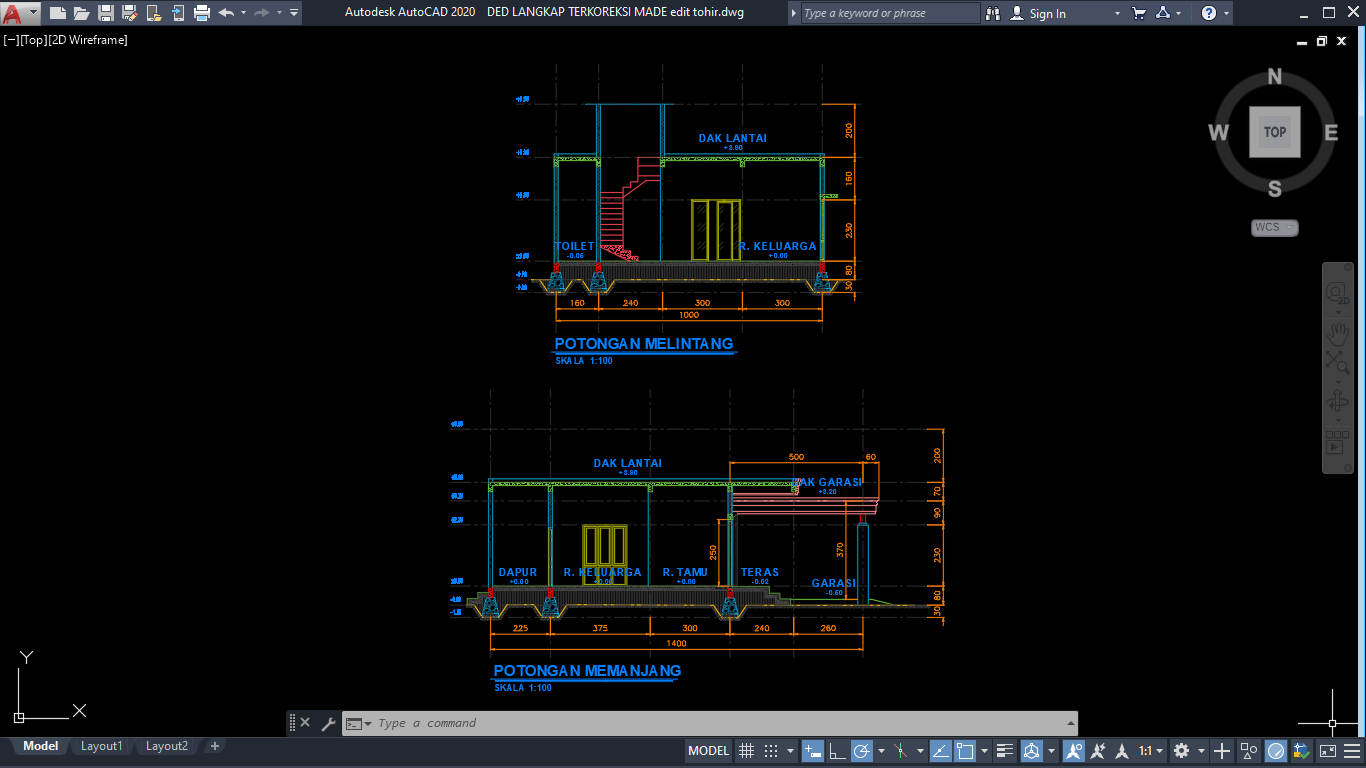 Autodesk AutoCAD 2020 DED LANGKAP TERKOREKSI MADE edit tohir.dwg
Type a keyword or phrase
Sign In
[−][Top][2D Wireframe]
N
W TOP E
S
WCS
2D
DAK LANTAI
+3.90
200
160
230
80
30
TOILET
-0.06
R. KELUARGA
+0.00
160 240 300 300
1000
POTONGAN MELINTANG
SKALA 1:100
500 60
DAK LANTAI
+3.90
AK GARASI
+3.20
200
70
90
230
80
30
250
370
DAPUR
+0.00
R. KELUARGA
+0.00
R. TAMU
+0.00
TERAS
-0.02
GARASI
-0.60
225 375 300 240 260
1400
POTONGAN MEMANJANG
SKALA 1:100
Y
X
Type a command
Model Layout1 Layout2 +
MODEL
1:1